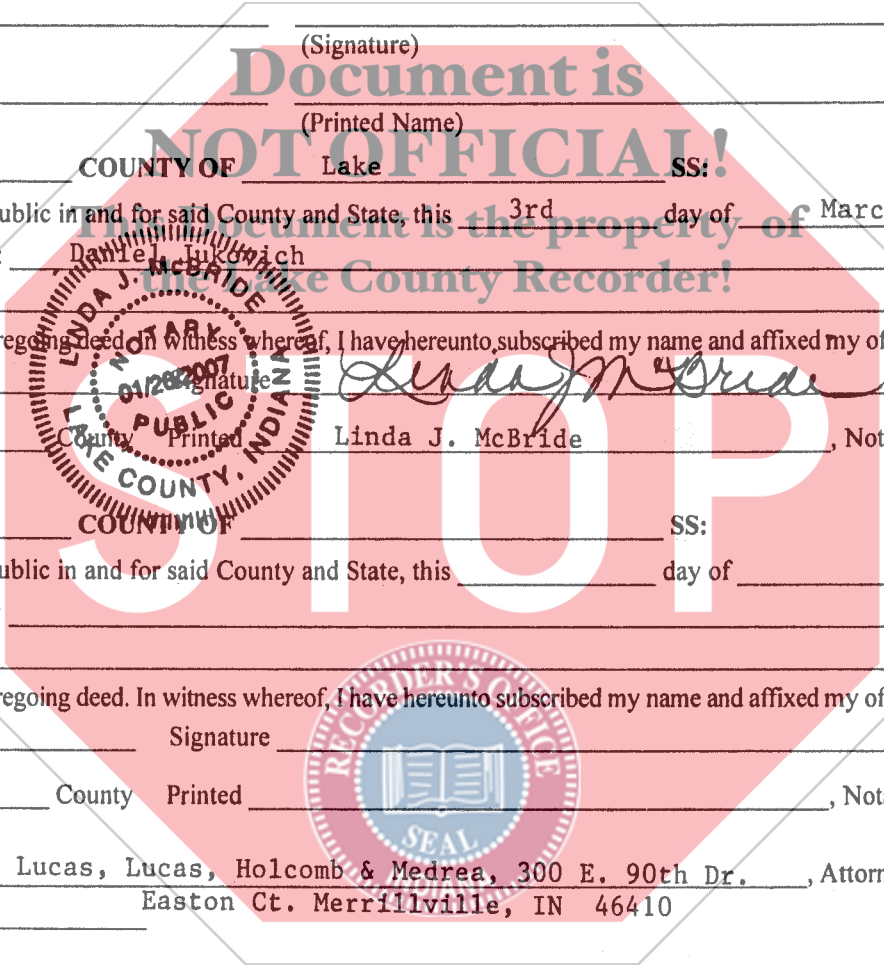 (Signature)
Document is
(Printed Name)
NOT OFFICIAL!
COUNTY OF Lake SS:
ublic in and for said County and State, this 3rd day of Marc
This Document is the property of
Daniel Jukovich
the Lake County Recorder!
regoing deed. In witness whereof, I have hereunto subscribed my name and affixed my of
LINDA J. McBRIDE
NOTARY
01/26/2007
PUBLIC
LAKE COUNTY, INDIANA
Signature Linda J McBride
County Printed Linda J. McBride, Not
STOP
COUNTY OF SS:
ublic in and for said County and State, this day of
regoing deed. In witness whereof, I have hereunto subscribed my name and affixed my of
RECORDER'S OFFICE
Signature
County Printed , Not
SEAL
INDIANA
Lucas, Lucas, Holcomb & Medrea, 300 E. 90th Dr. , Attorn
Easton Ct. Merrillville, IN 46410